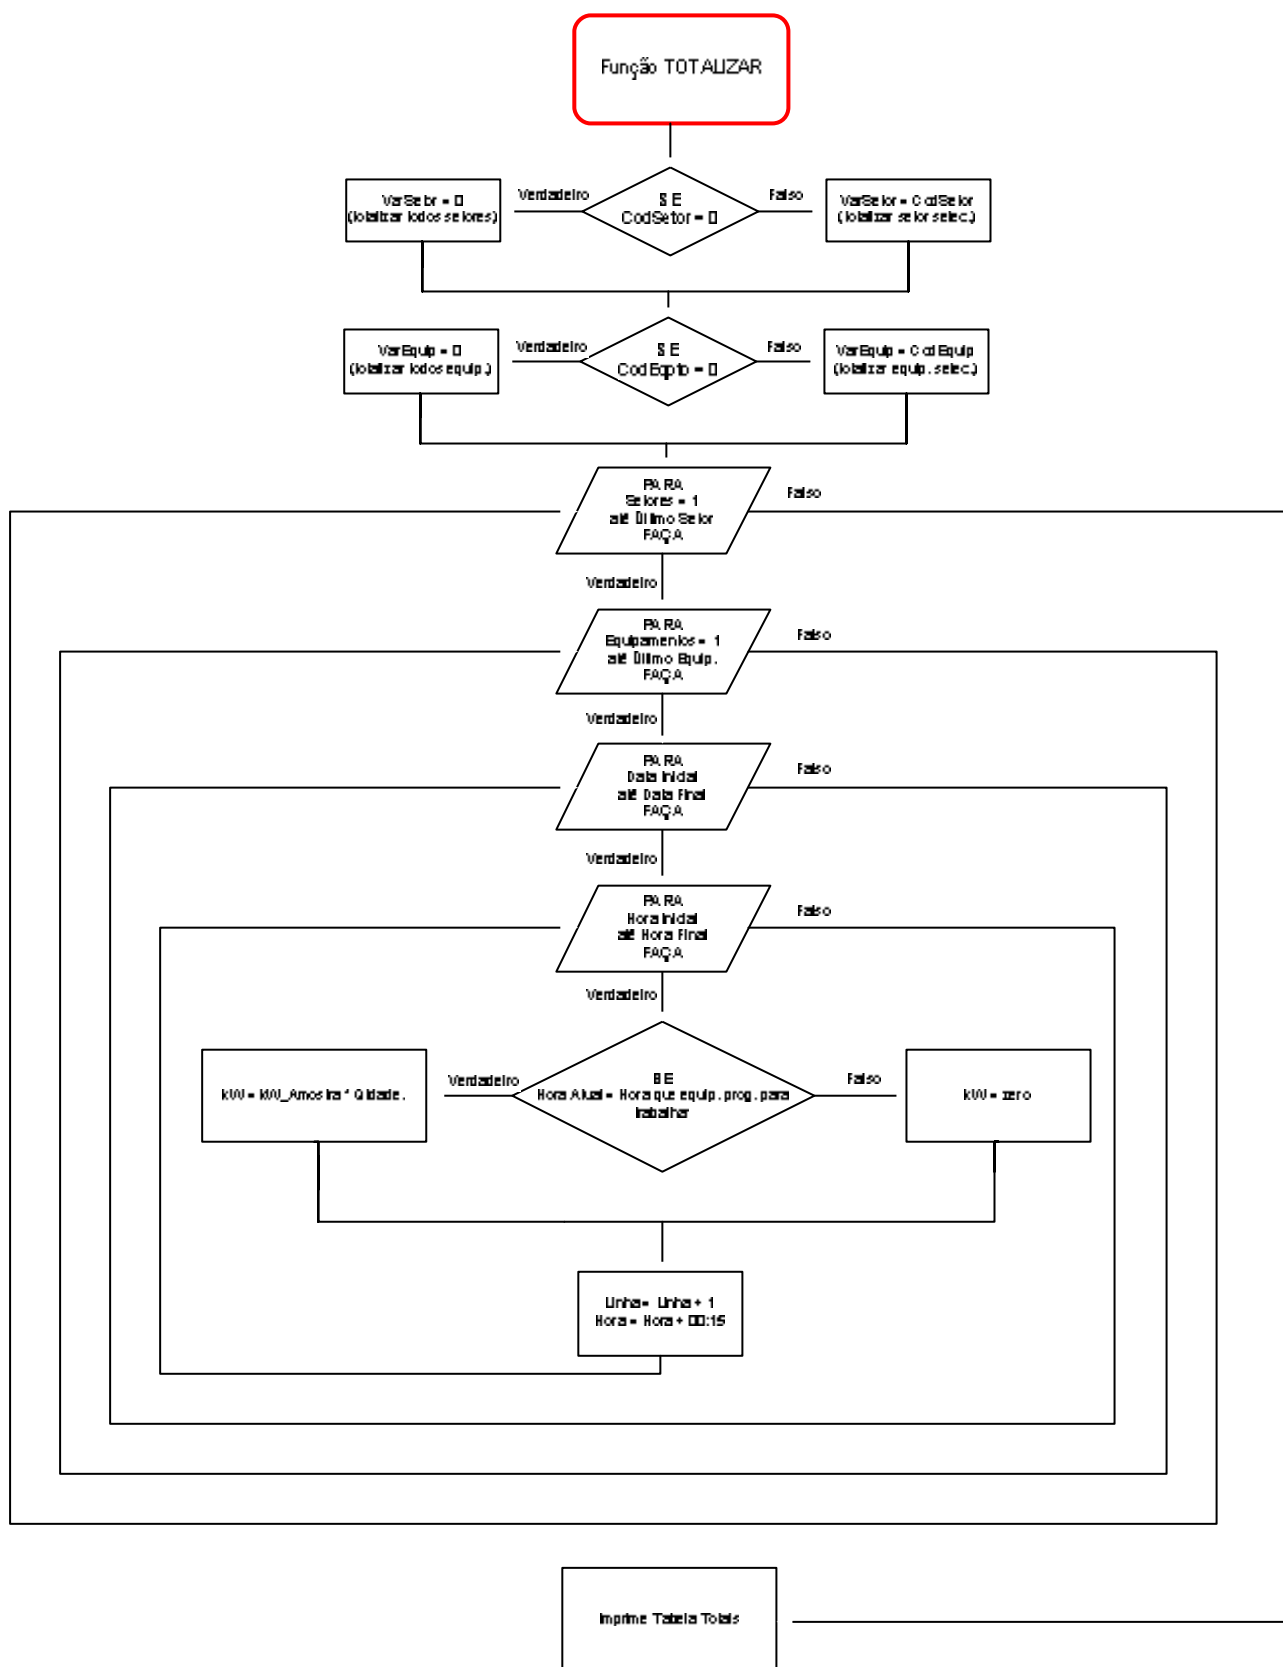 Função TOTALIZAR
Verdadeiro
Falso
VarSetor = 0
(totalizar todos setores)
SE
CodSetor = 0
VarSetor = CodSetor
(totalizar setor selec.)
Verdadeiro
Falso
VarEquip = 0
(totalizar todos equip.)
SE
CodEqpto = 0
VarEquip = CodEquip
(totalizar equip. selec.)
PARA
Setores = 1
até Último Setor
FAÇA
Falso
Verdadeiro
PARA
Equipamentos = 1
até Último Equip.
FAÇA
Falso
Verdadeiro
PARA
Data Inicial
até Data Final
FAÇA
Falso
Verdadeiro
PARA
Hora Inicial
até Hora Final
FAÇA
Falso
Verdadeiro
kW = kW_Amostra * Qtdade.
Verdadeiro
SE
Hora Atual = Hora que equip. prog. para
trabalhar
Falso
kW = zero
Linha = Linha + 1
Hora = Hora + 00:15
Imprime Tabela Totais